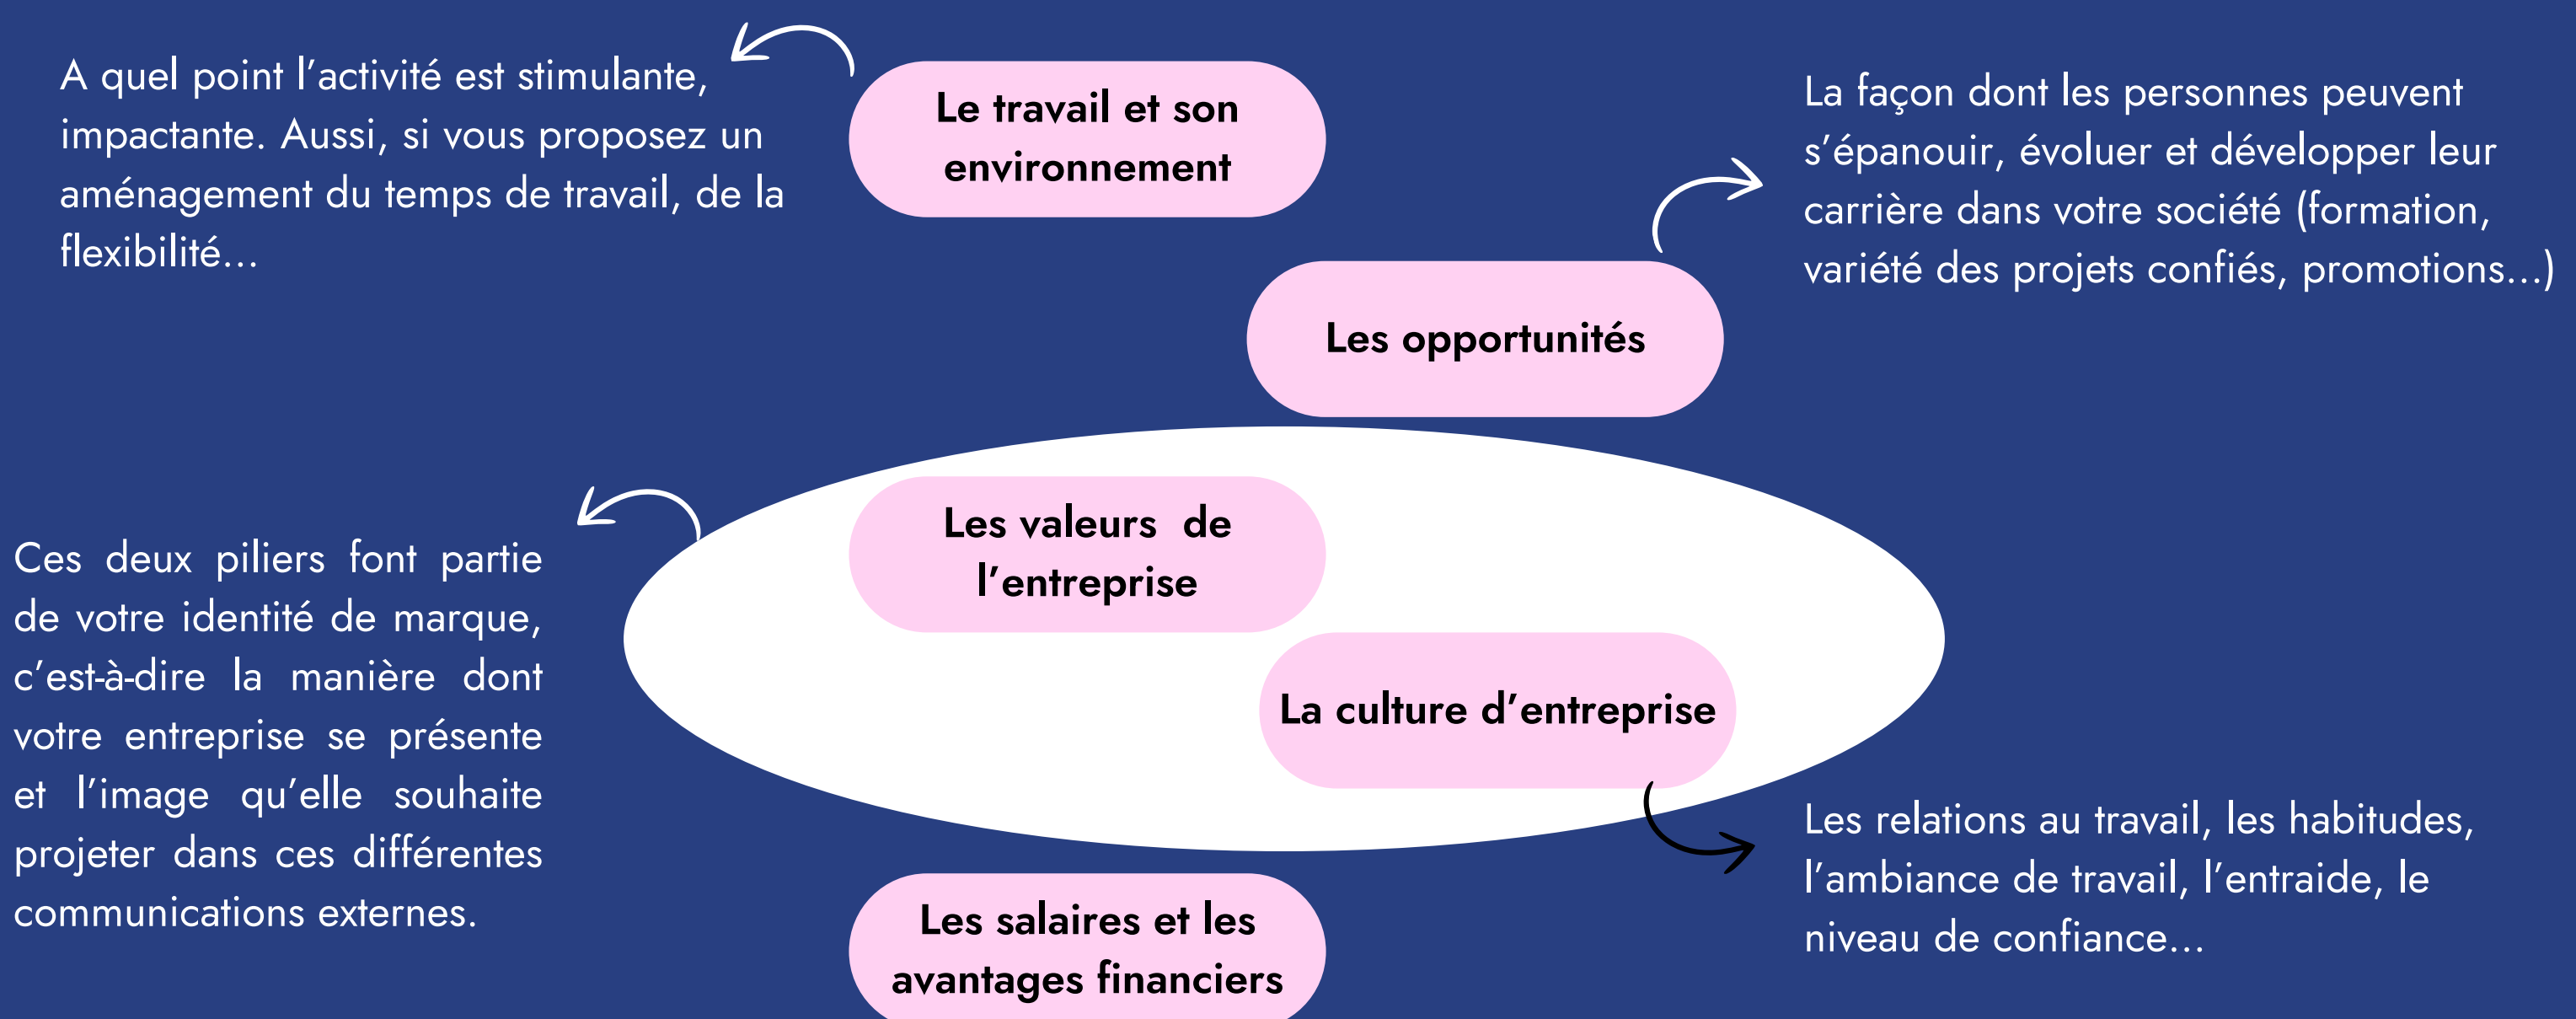 A quel point l'activité est stimulante,
impactante. Aussi, si vous proposez un
aménagement du temps de travail, de la
flexibilité...
Le travail et son
environnement
La façon dont les personnes peuvent
s'épanouir, évoluer et développer leur
carrière dans votre société (formation,
variété des projets confiés, promotions...)
Les opportunités
Ces deux piliers font partie
de votre identité de marque,
c'est-à-dire la manière dont
votre entreprise se présente
et l'image qu'elle souhaite
projeter dans ces différentes
communications externes.
Les valeurs de
l'entreprise
La culture d'entreprise
Les relations au travail, les habitudes,
l'ambiance de travail, l'entraide, le
niveau de confiance...
Les salaires et les
avantages financiers